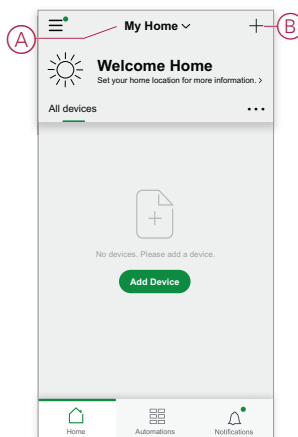 A
My Home
B
Welcome Home
Set your home location for more information. >
All devices
No devices. Please add a device.
Add Device
Home
Automations
Notifications